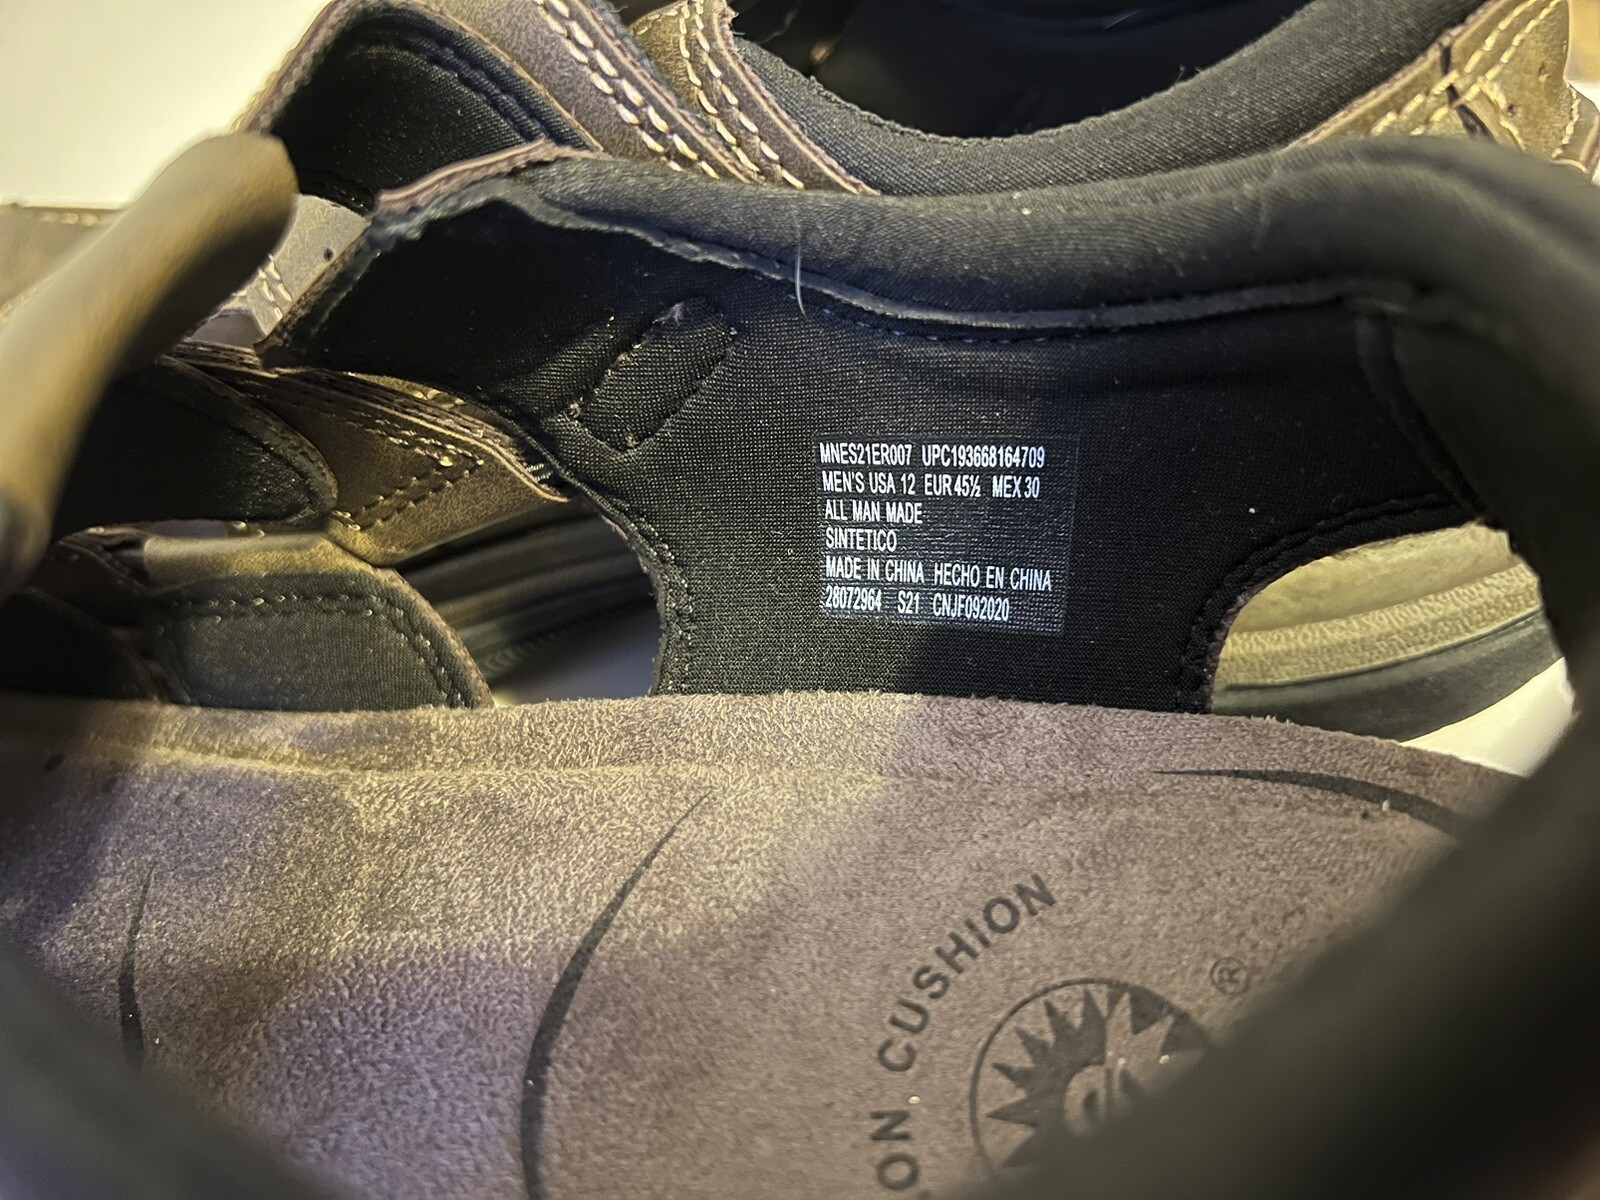 MNES21ER007 UPC193668164709
MEN'S USA 12 EUR 45½ MEX 30
ALL MAN MADE
SINTETICO
MADE IN CHINA HECHO EN CHINA
28072964 S21 CNJF092020
ON CUSHION
®